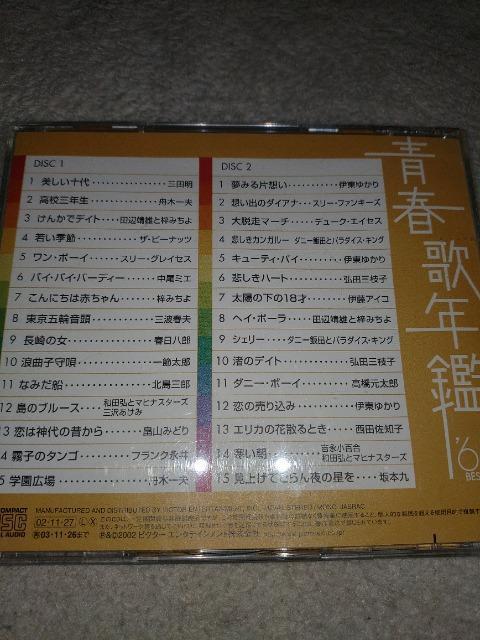 DISC 1
1 美しい十代 三田明
2 高校三年生 舟木一夫
3 けんかでデイト 田辺靖雄と梓みちよ
4 若い季節 ザ・ピーナッツ
5 ワン・ボーイ スリー・グレイセス
6 バイ・バイ・バーディー 中尾ミエ
7 こんにちは赤ちゃん 梓みちよ
8 東京五輪音頭 三波春夫
9 長崎の女 春日八郎
10 浪曲子守唄 一節太郎
11 なみだ船 北島三郎
12 島のブルース 和田弘とマヒナスターズ
三沢あけみ
13 恋は神代の昔から 畠山みどり
4 霧子のタンゴ フランク永井
5 学園広場 舟木一夫
DISC 2
1 夢みる片想い 伊東ゆかり
2 想い出のダイアナ スリー・ファンキーズ
3 大脱走マーチ デューク・エイセス
4 悲しきカンガルー ダニー飯田とパラダイス・キング
5 キューティ・パイ 伊東ゆかり
6 悲しきハート 弘田三枝子
7 太陽の下の18才 伊藤アイコ
8 ヘイ・ポーラ 田辺靖雄と梓みちよ
9 シェリー ダニー飯田とパラダイス・キング
10 渚のデイト 弘田三枝子
11 ダニー・ボーイ 高橋元太郎
12 恋の売り込み 伊東ゆかり
13 エリカの花散るとき 西田佐知子
14 寒い朝 吉永小百合
和田弘とマヒナスターズ
15 見上げてごらん夜の星を 坂本九
青春歌年鑑
'6
BES
MANUFACTURED AND DISTRIBUTED BY VICTOR ENTERTAINMENT, INC.
COMPACT
DISC
L AUDIO
02・11・27 L X
03・11・26まで
℗&©2002 ビクター エンタテインメント株式会社